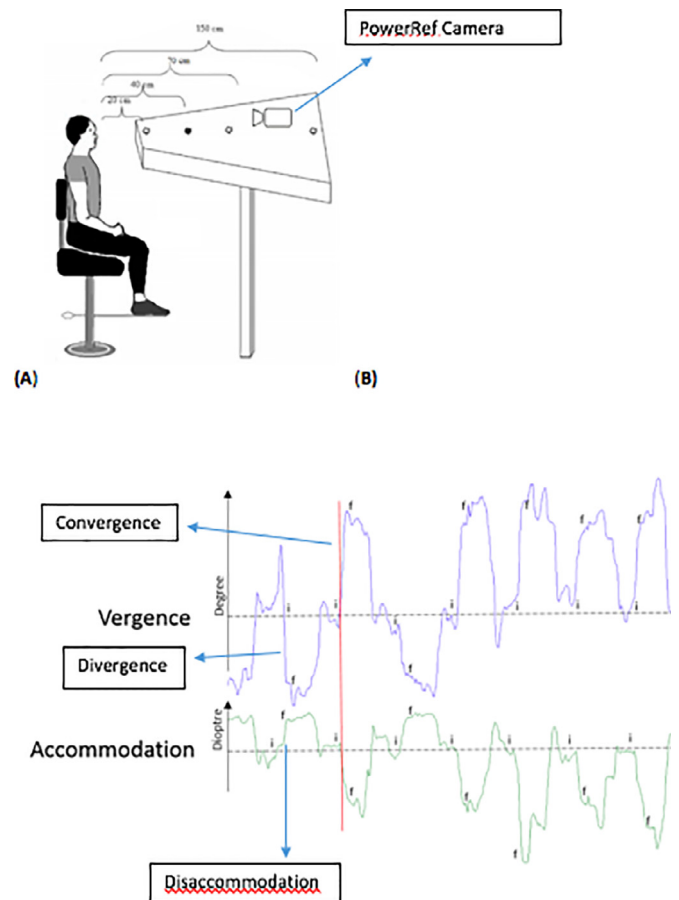 PowerRef Camera
150 cm
70 cm
40 cm
20 cm
(A)
(B)
Convergence
Degree
Vergence
Divergence
f
f
f
f
f
f
f
i
i
i
i
i
i
i
Accommodation
Dioptre
f
f
f
f
f
f
f
i
i
i
i
i
i
i
Disaccommodation